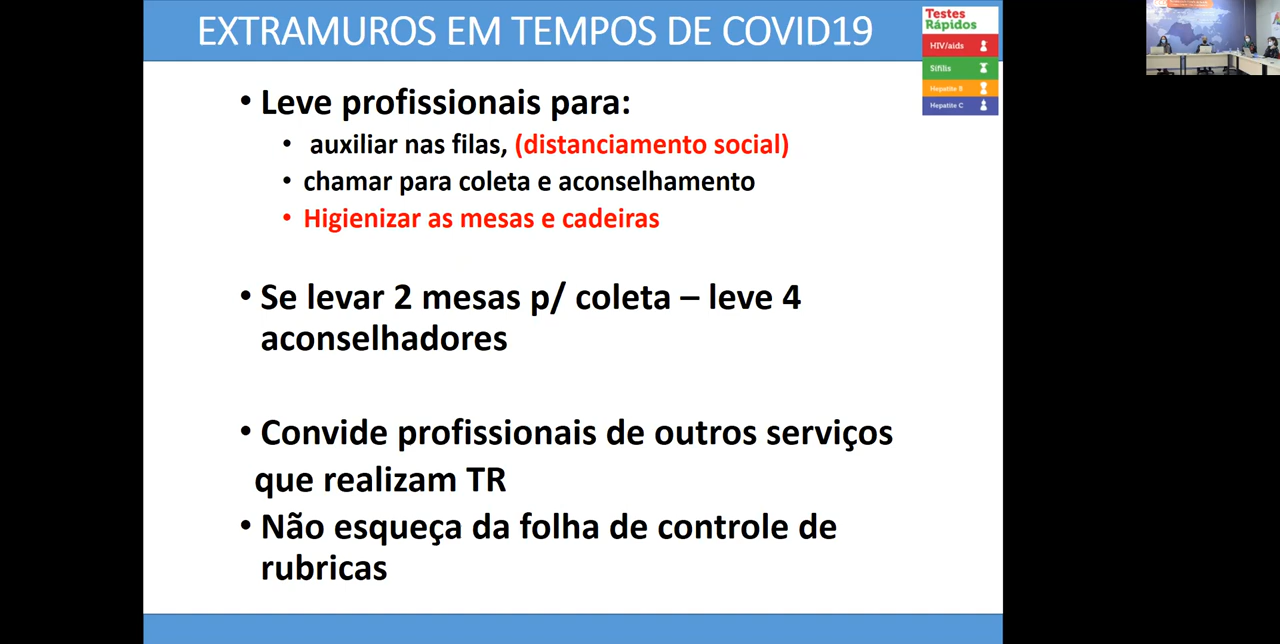 EXTRAMUROS EM TEMPOS DE COVID19
Testes
Rápidos
HIV/aids
Sífilis
Hepatite B
Hepatite C
• Leve profissionais para:
• auxiliar nas filas, (distanciamento social)
• chamar para coleta e aconselhamento
• Higienizar as mesas e cadeiras
• Se levar 2 mesas p/ coleta – leve 4
aconselhadores
• Convide profissionais de outros serviços
que realizam TR
• Não esqueça da folha de controle de
rubricas